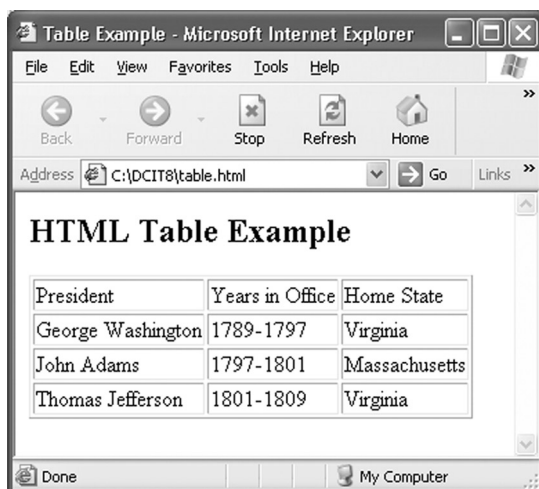 Table Example - Microsoft Internet Explorer
File Edit View Favorites Tools Help
»
Back Forward Stop Refresh Home
Address C:\DCIT8\table.html Go Links »
HTML Table Example
President Years in Office Home State
George Washington 1789-1797 Virginia
John Adams 1797-1801 Massachusetts
Thomas Jefferson 1801-1809 Virginia
Done My Computer